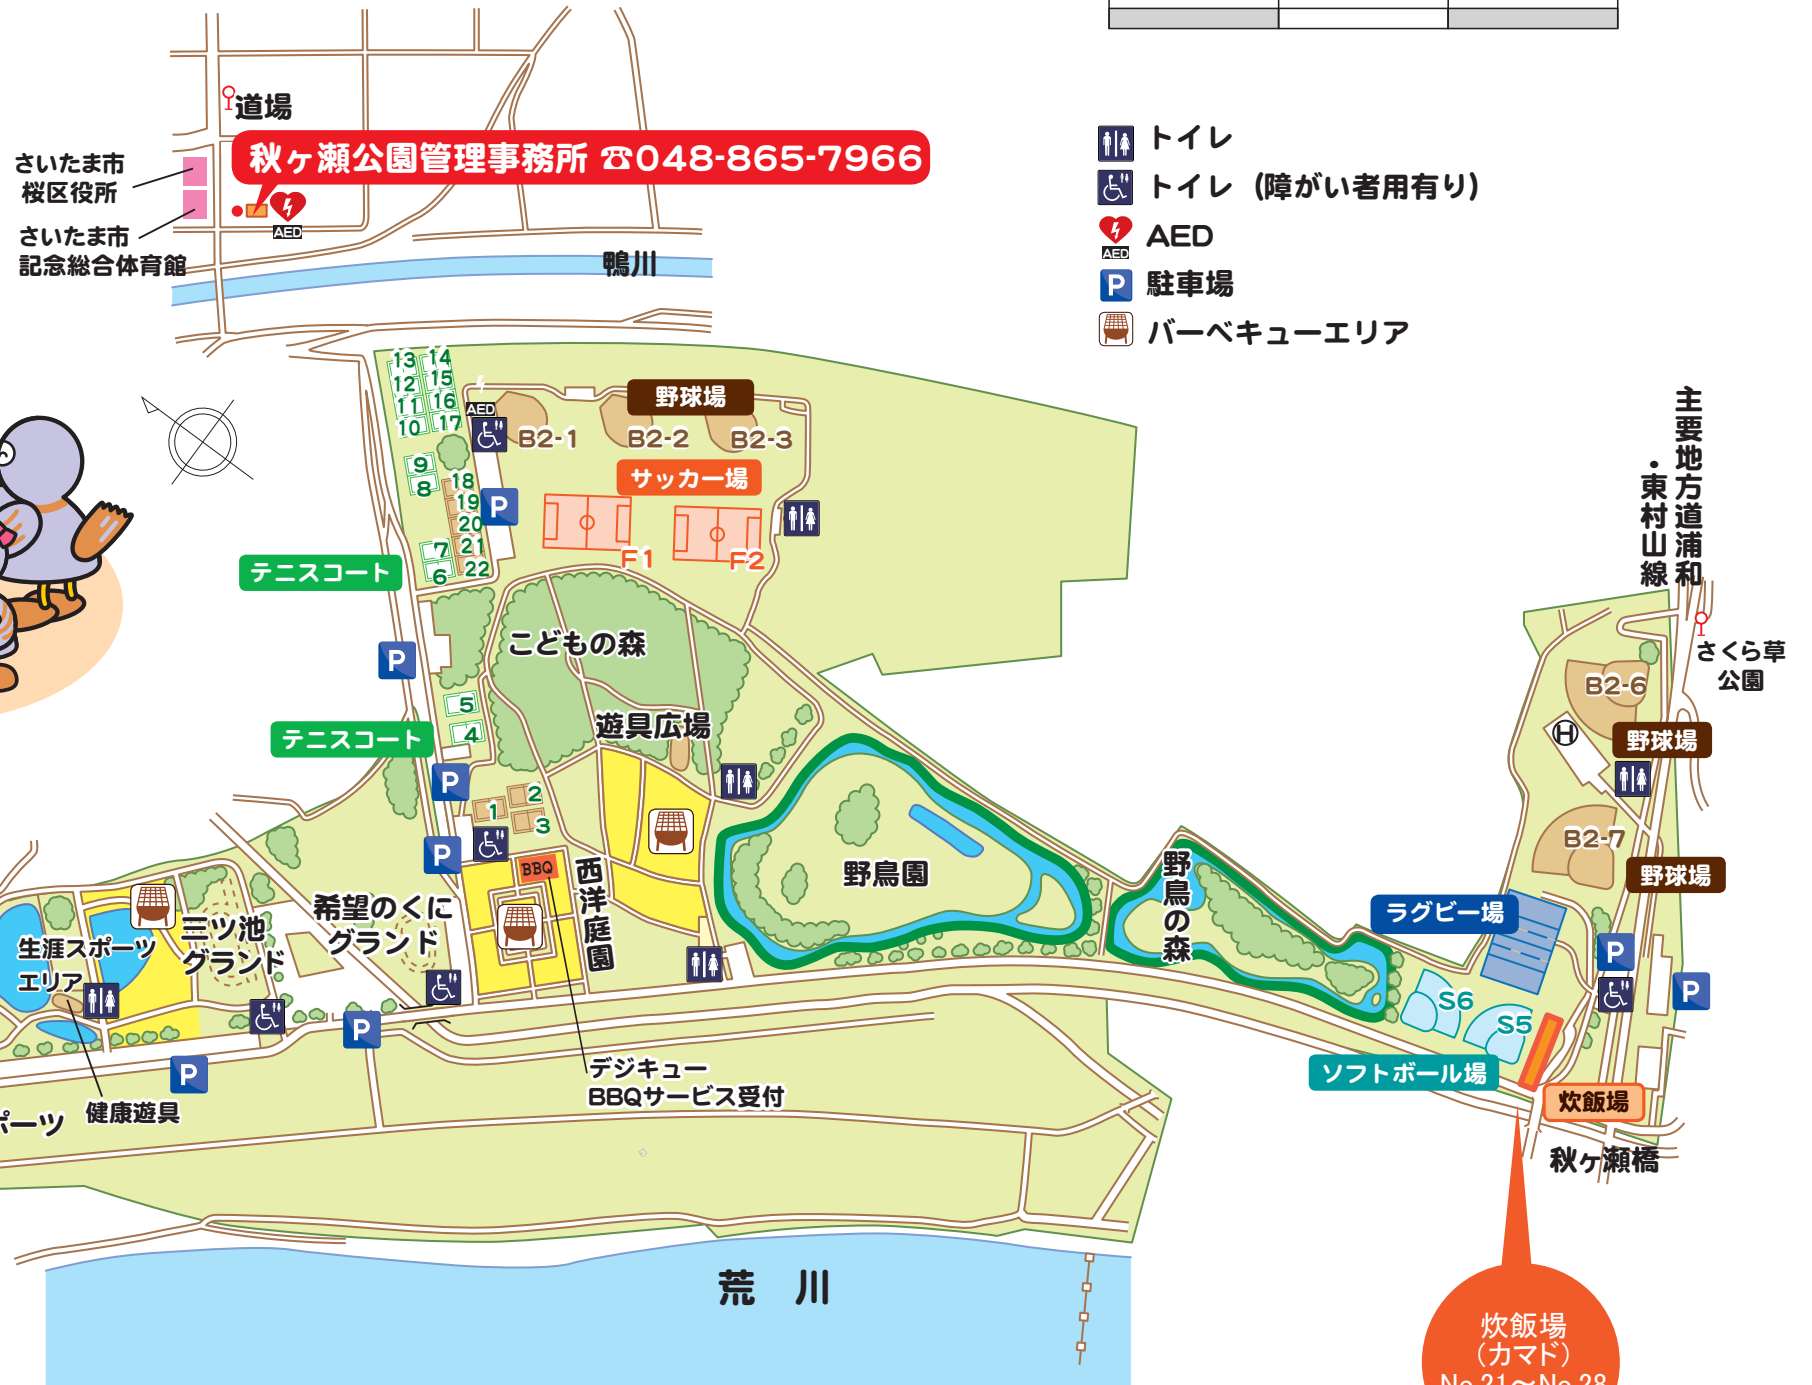 道場
秋ヶ瀬公園管理事務所 ☎048-865-7966
さいたま市
桜区役所
さいたま市
記念総合体育館
AED
鴨川
トイレ
トイレ (障がい者用有り)
AED
AED
P
駐車場
バーベキューエリア
13
14
12
15
11
16
10
17
AED
9
8
18
19
20
21
22
7
6
P
野球場
B2-1
B2-2
B2-3
サッカー場
F1
F2
テニスコート
こどもの森
P
5
4
テニスコート
遊具広場
P
1
2
3
P
BBQ
西洋庭園
野鳥園
野鳥の森
希望のくに
グランド
三ツ池
グランド
生涯スポーツ
エリア
P
P
健康遊具
ポーツ
デジキュー
BBQサービス受付
主要地方道浦和
・東村山線
さくら草
公園
B2-6
H
野球場
B2-7
野球場
ラグビー場
P
P
S6
S5
ソフトボール場
炊飯場
秋ヶ瀬橋
荒 川
炊飯場
(カマド)
No.21〜No.28